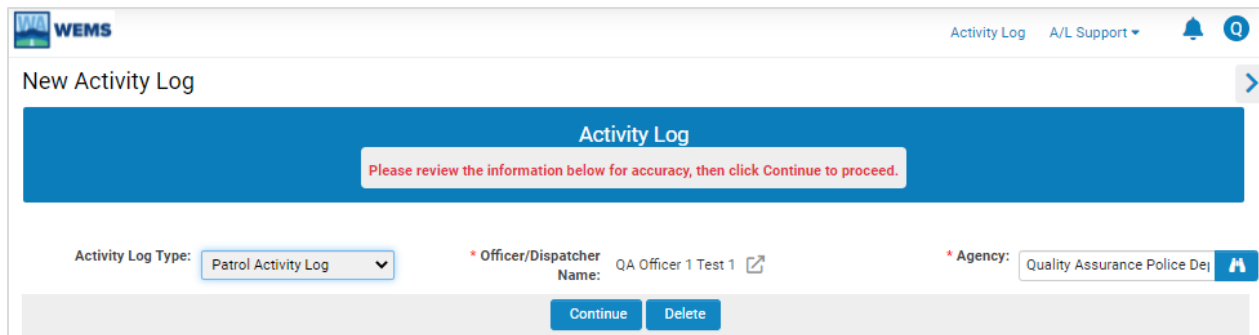 WA WEMS
Activity Log A/L Support Q
New Activity Log
Activity Log
Please review the information below for accuracy, then click Continue to proceed.
Activity Log Type: Patrol Activity Log * Officer/Dispatcher Name: QA Officer 1 Test 1 * Agency: Quality Assurance Police De
Continue Delete